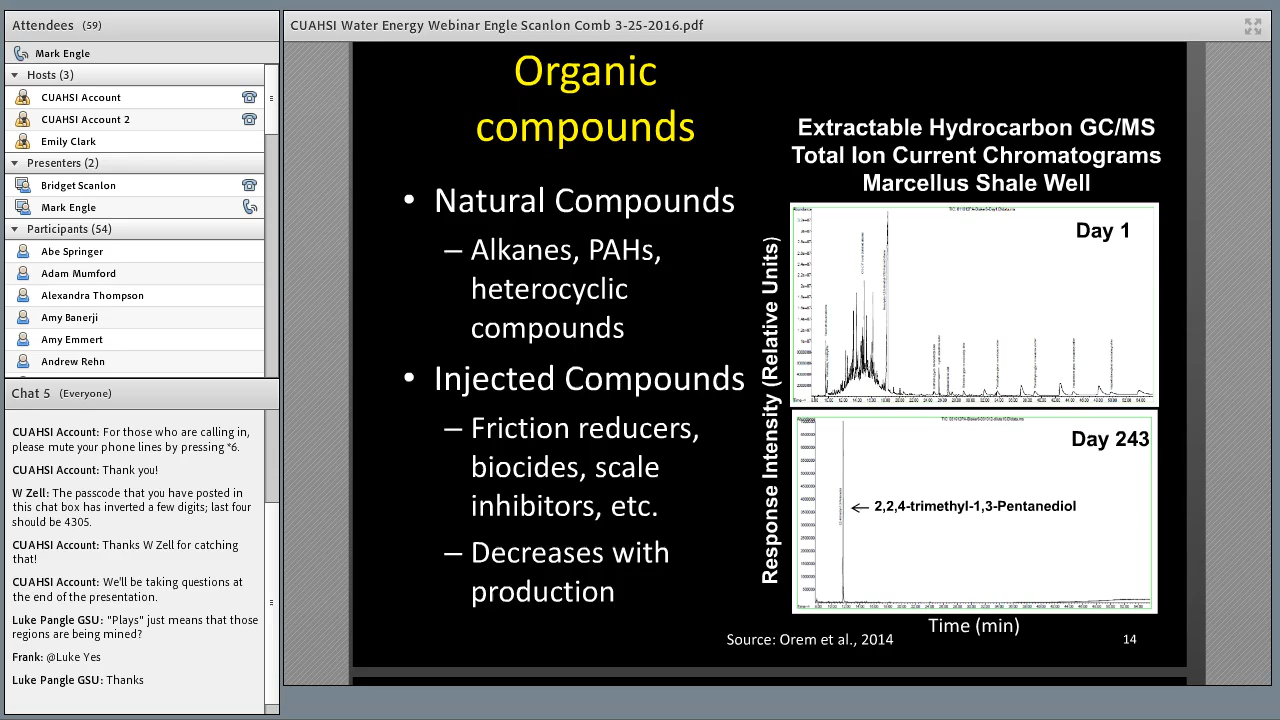 Attendees (59)
Mark Engle
Hosts (3)
CUAHSI Account
CUAHSI Account 2
Emily Clark
Presenters (2)
Bridget Scanlon
Mark Engle
Participants (54)
Abe Springer
Adam Mumford
Alexandra Thompson
Amy Banerji
Amy Emert
Andrew Rehn
Chat 5 (Everyone)
CUAHSI Account: For those who are calling in,
please mute your phone lines by pressing *6.
CUAHSI Account: Thank you!
W Zell: The passcode that you have posted in
this chat box has inverted a few digits; last four
should be 4305.
CUAHSI Account: Thanks W Zell for catching
that!
CUAHSI Account: We'll be taking questions at
the end of the presentation.
Luke Pangle GSU: "Plays" just means that those
regions are being mined?
Frank: @Luke Yes
Luke Pangle GSU: Thanks
CUAHSI Water Energy Webinar Engle Scanlon Comb 3-25-2016.pdf
Organic
compounds
• Natural Compounds
– Alkanes, PAHs,
heterocyclic
compounds
• Injected Compounds
– Friction reducers,
biocides, scale
inhibitors, etc.
– Decreases with
production
Extractable Hydrocarbon GC/MS
Total Ion Current Chromatograms
Marcellus Shale Well
Response Intensity (Relative Units)
Abundance
Day 1
Abundance
Day 243
2,2,4-trimethyl-1,3-Pentanediol
Time (min)
Source: Orem et al., 2014
14